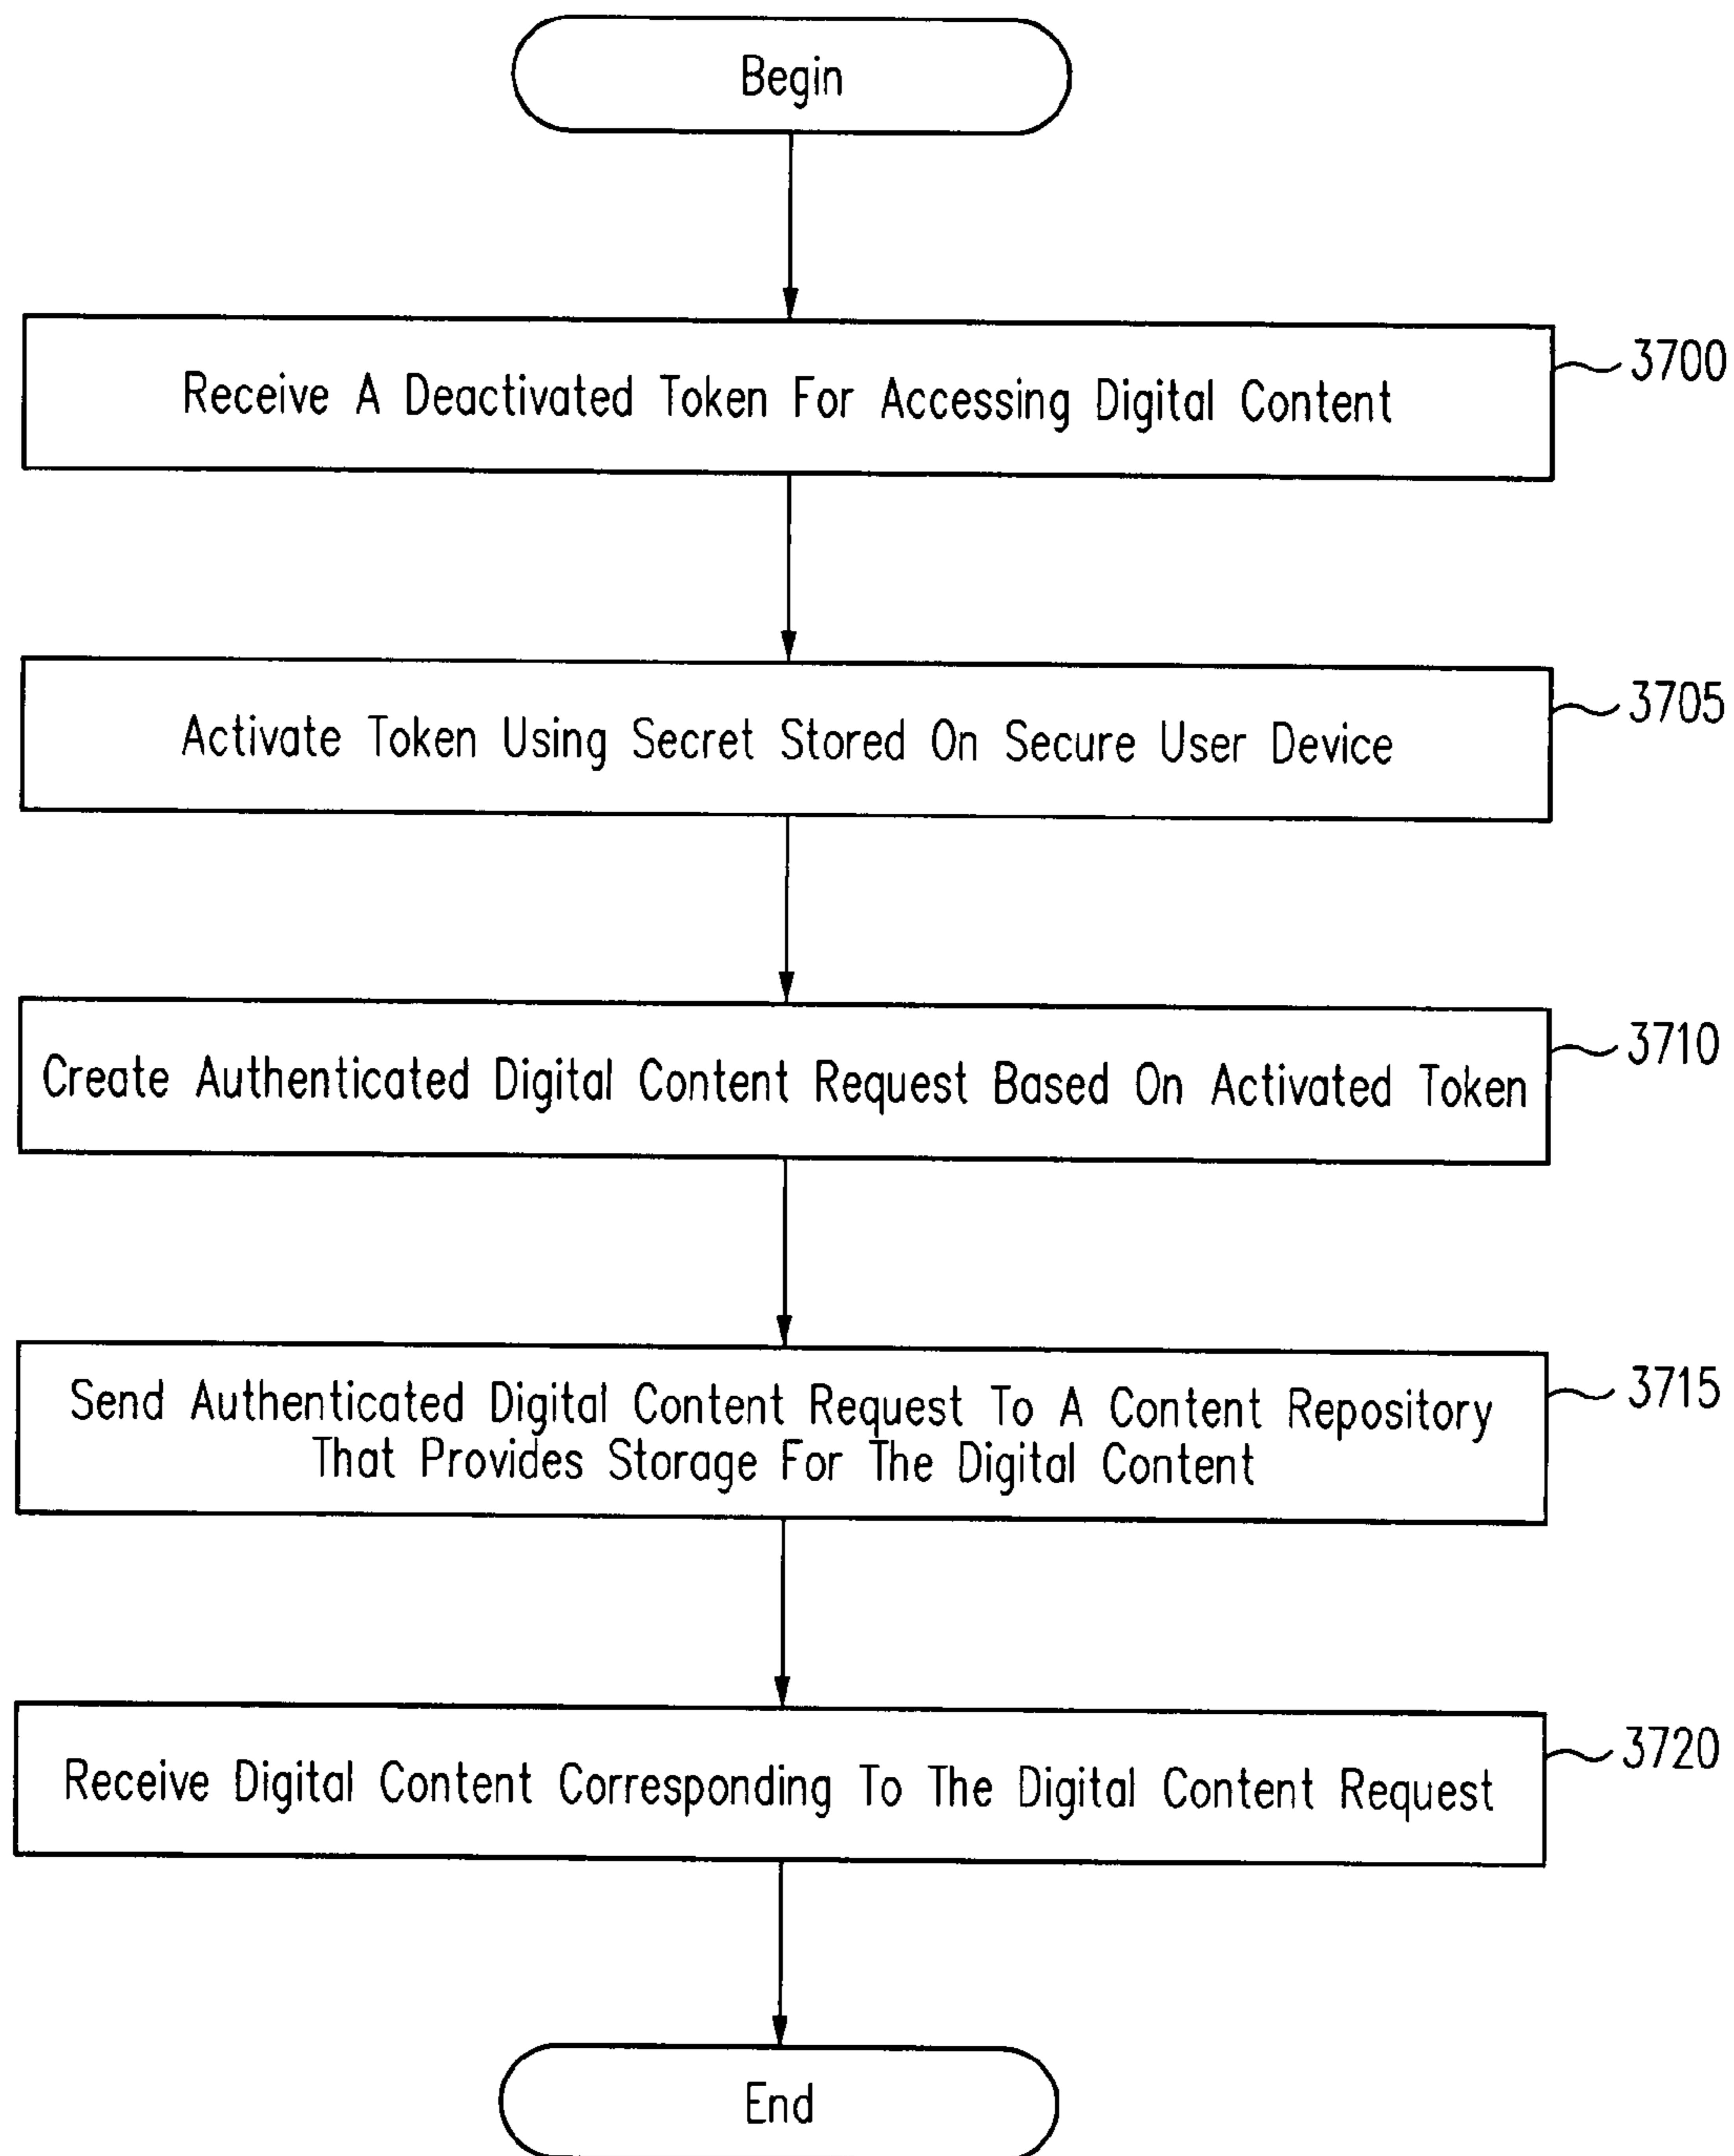 Begin
Receive A Deactivated Token For Accessing Digital Content
3700
Activate Token Using Secret Stored On Secure User Device
3705
Create Authenticated Digital Content Request Based On Activated Token
3710
Send Authenticated Digital Content Request To A Content Repository
That Provides Storage For The Digital Content
3715
Receive Digital Content Corresponding To The Digital Content Request
3720
End